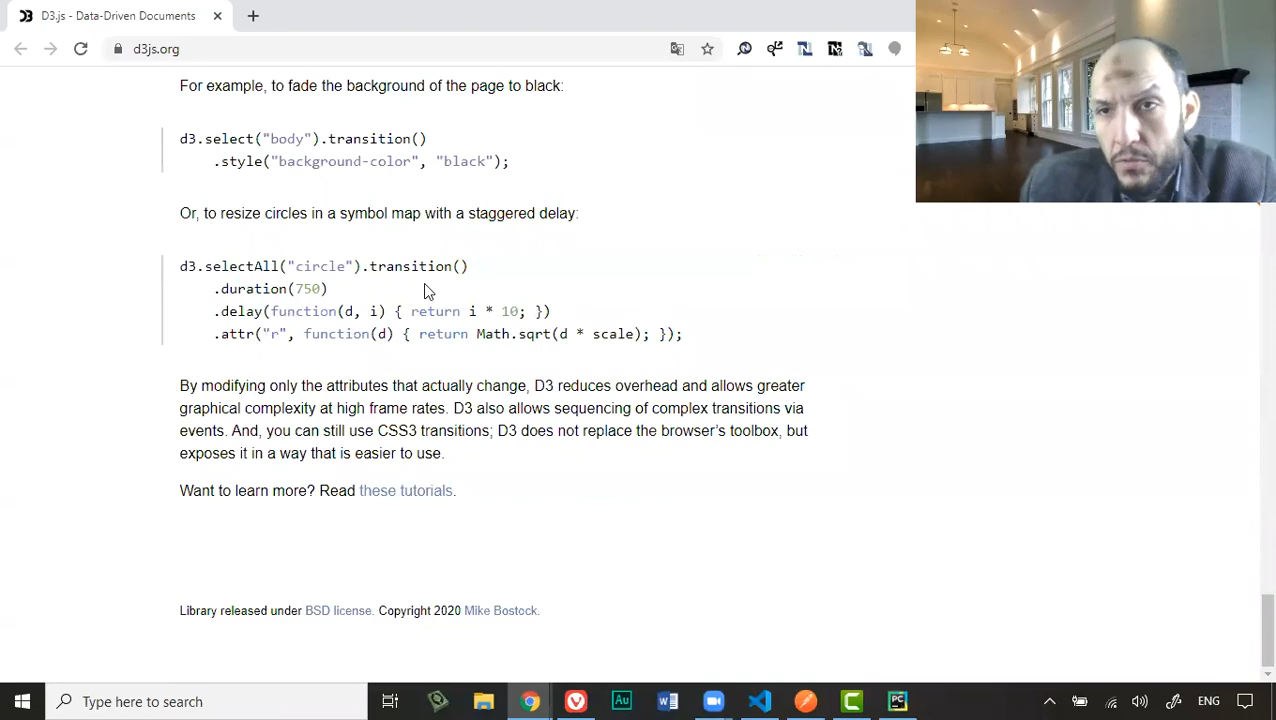 D3.js - Data-Driven Documents
d3js.org
For example, to fade the background of the page to black:
d3.select("body").transition()
.style("background-color", "black");
Or, to resize circles in a symbol map with a staggered delay:
d3.selectAll("circle").transition()
.duration(750)
.delay(function(d, i) { return i * 10; })
.attr("r", function(d) { return Math.sqrt(d * scale); });
By modifying only the attributes that actually change, D3 reduces overhead and allows greater
graphical complexity at high frame rates. D3 also allows sequencing of complex transitions via
events. And, you can still use CSS3 transitions; D3 does not replace the browser’s toolbox, but
exposes it in a way that is easier to use.
Want to learn more? Read these tutorials.
Library released under BSD license. Copyright 2020 Mike Bostock.
Type here to search
Au
PC
ENG